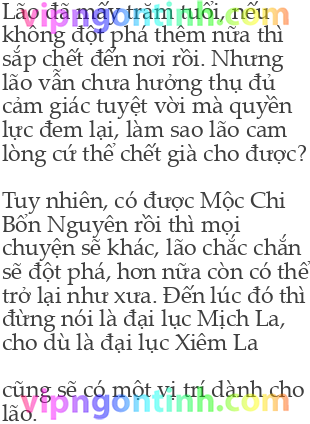 Lão đã mấy trăm tuổi, nếu
không đột phá thêm nữa thì
sắp chết đến nơi rồi. Nhưng
lão vẫn chưa hưởng thụ đủ
cảm giác tuyệt vời mà quyền
lực đem lại, làm sao lão cam
lòng cứ thế chết già cho được?
Tuy nhiên, có được Mộc Chi
Bổn Nguyên rồi thì mọi
chuyện sẽ khác, lão chắc chắn
sẽ đột phá, hơn nữa còn có thể
trở lại như xưa. Đến lúc đó thì
đừng nói là đại lục Mịch La,
cho dù là đại lục Xiêm La
vipngontinh.com
cũng sẽ có một vị trí dành cho
lão.
vipngontinh.com